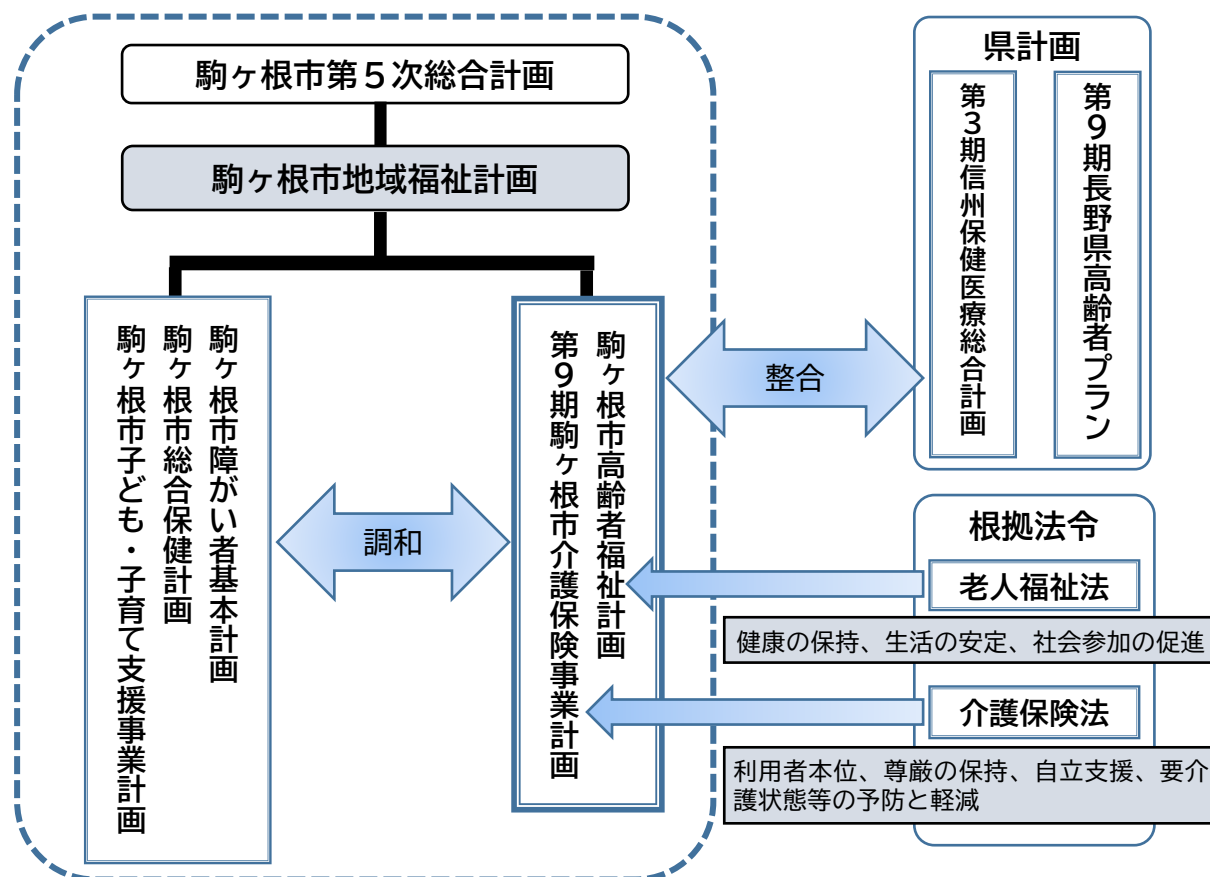 駒ヶ根市第５次総合計画
駒ヶ根市地域福祉計画
駒ヶ根市障がい者基本計画
駒ヶ根市総合保健計画
駒ヶ根市子ども・子育て支援事業計画
調和
駒ヶ根市高齢者福祉計画
第９期駒ヶ根市介護保険事業計画
整合
県計画
第９期長野県高齢者プラン
第３期信州保健医療総合計画
根拠法令
老人福祉法
健康の保持、生活の安定、社会参加の促進
介護保険法
利用者本位、尊厳の保持、自立支援、要介
護状態等の予防と軽減